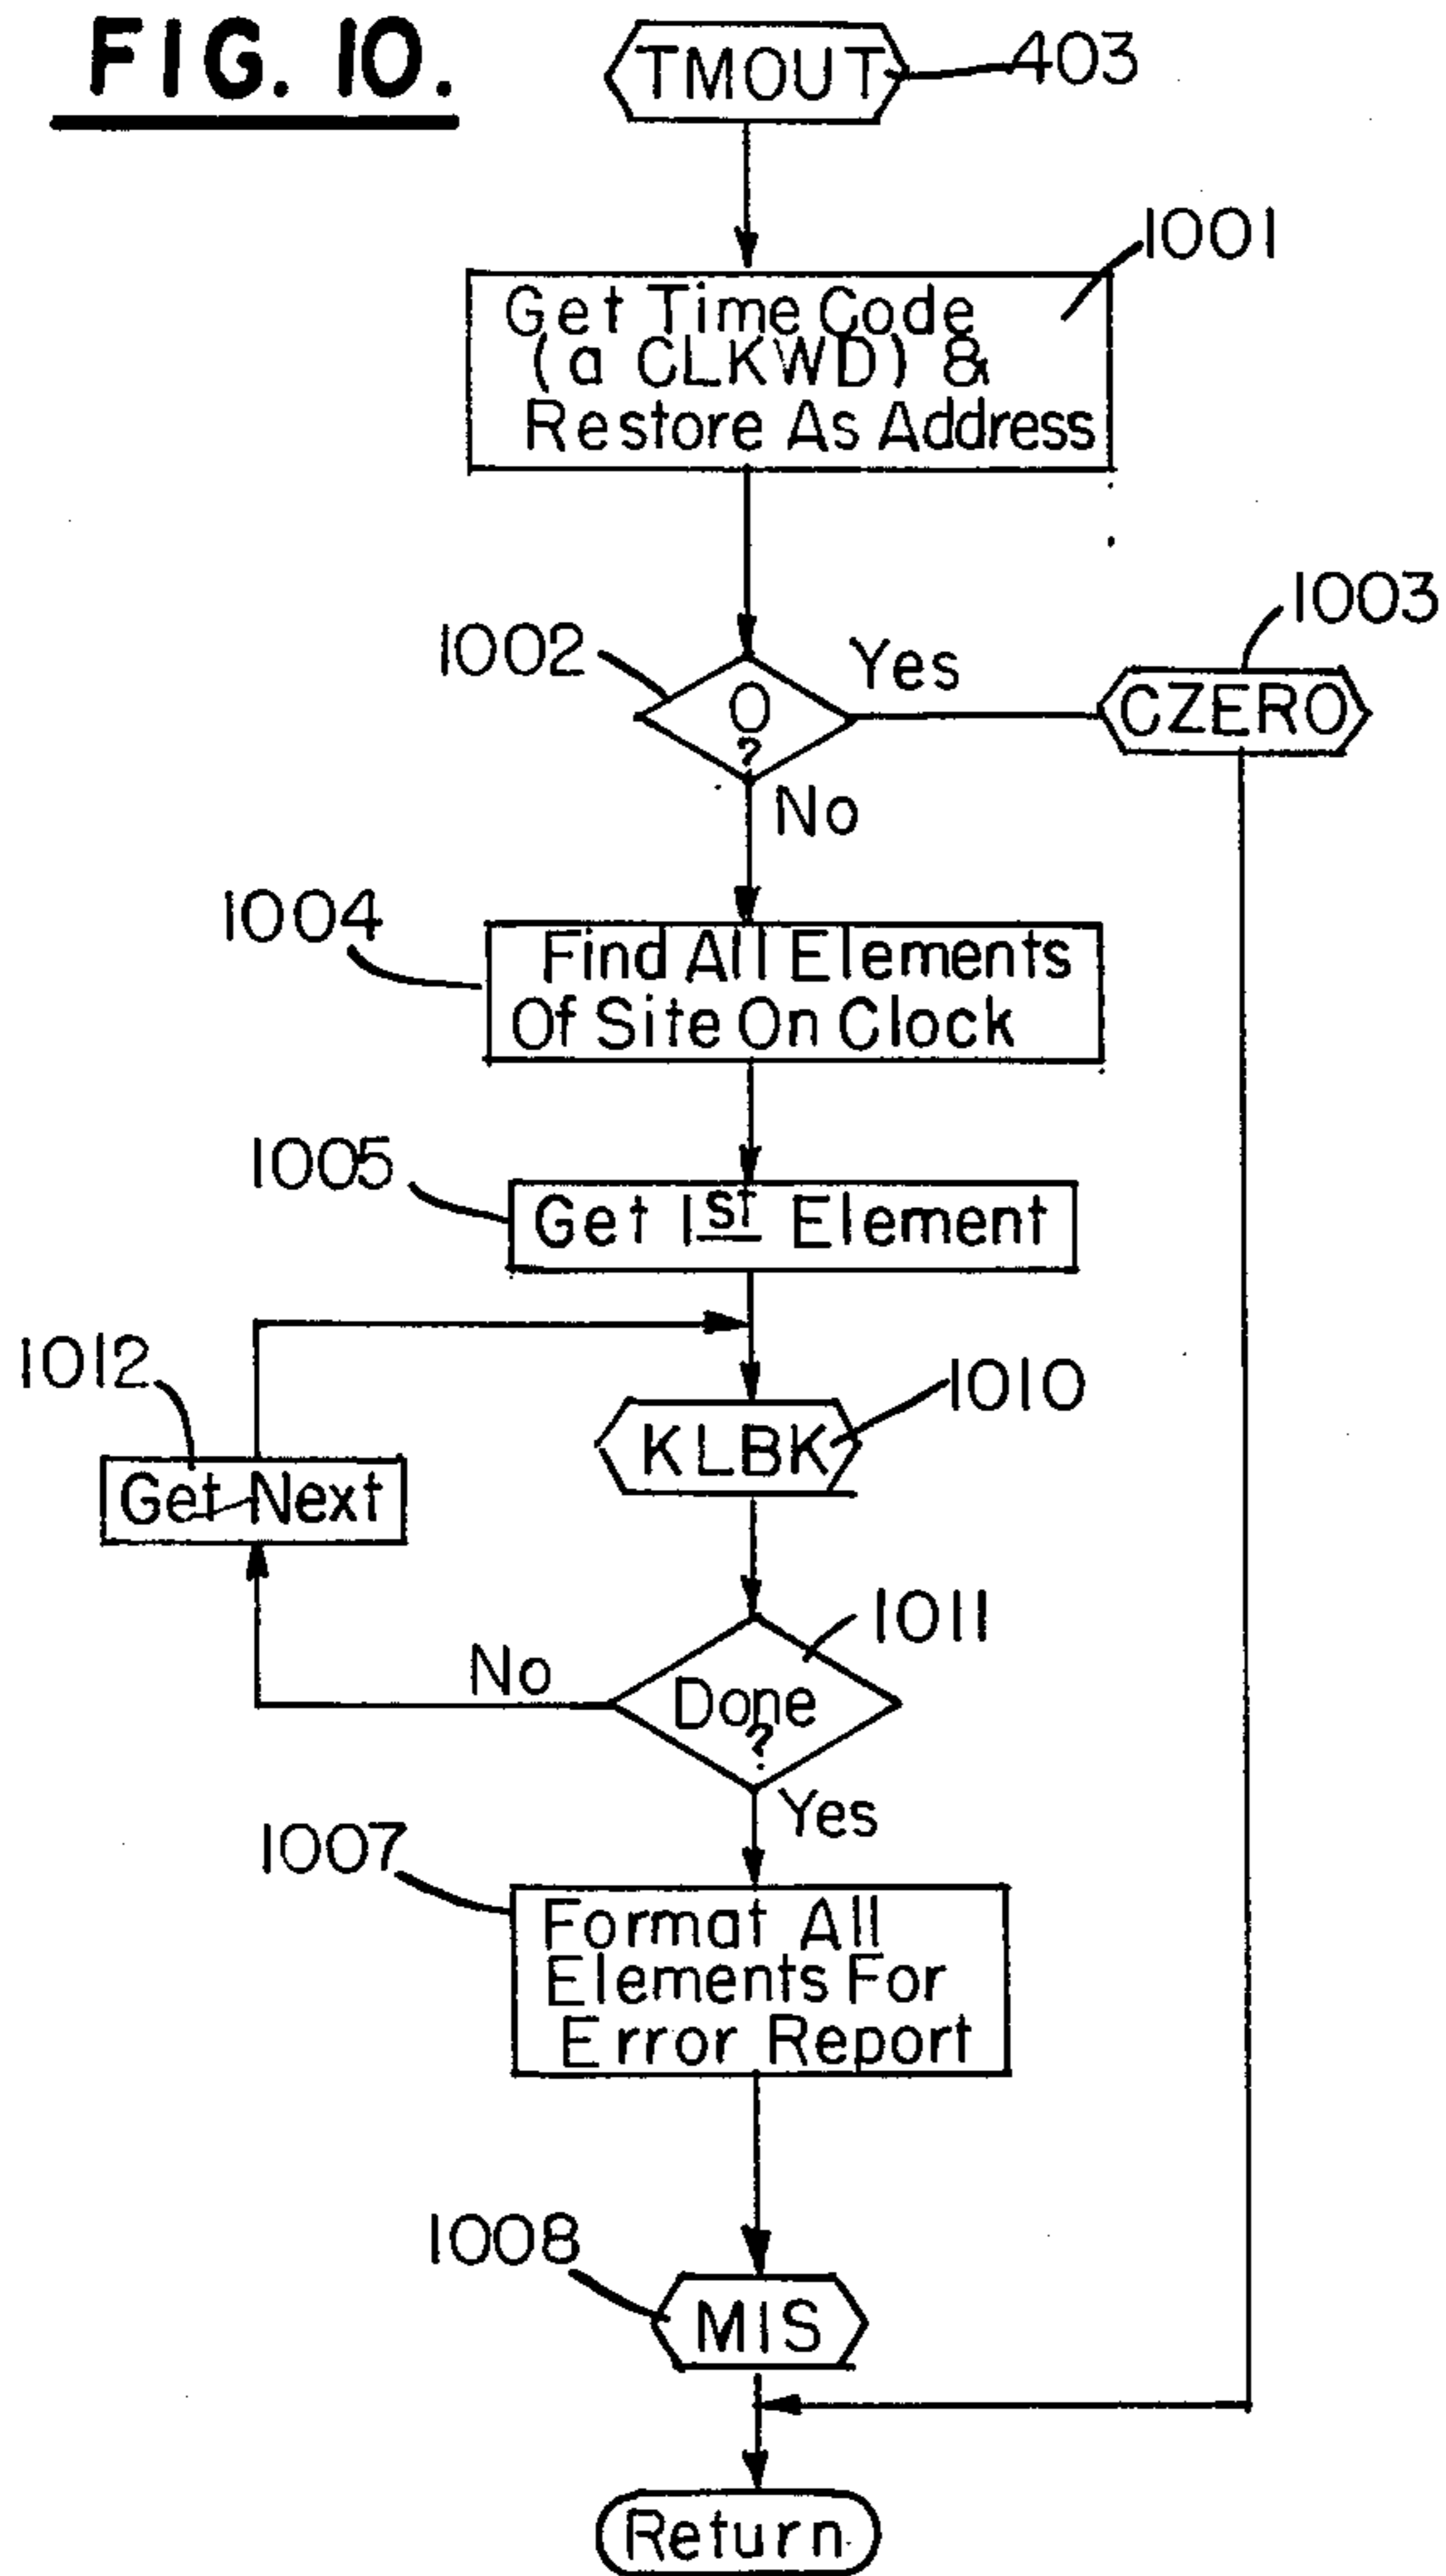 FIG. 10.
TMOUT
403
1001
Get Time Code
(a CLKWD) &
Restore As Address
1002
0
?
Yes
1003
CZERO
No
1004
Find All Elements
Of Site On Clock
1005
Get 1st Element
1012
Get Next
1010
KLBK
1011
Done
?
No
Yes
1007
Format All
Elements For
Error Report
1008
MIS
Return